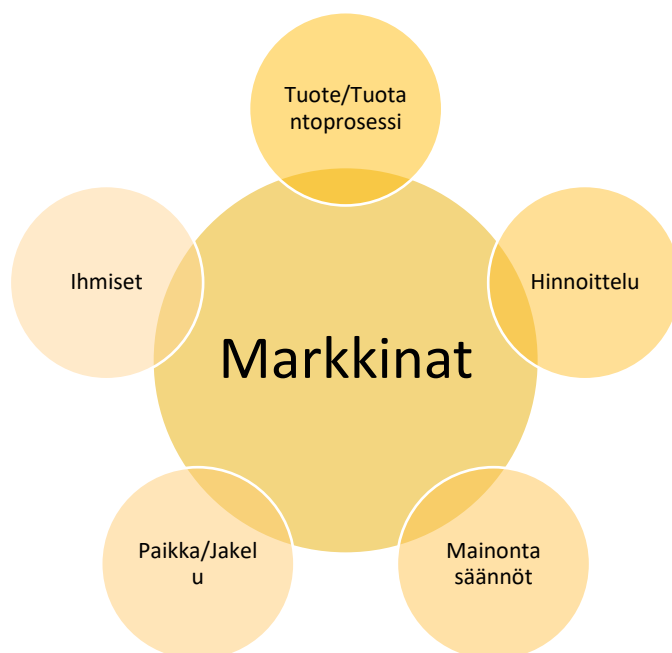 Tuote/Tuota
ntoprosessi
Ihmiset
Hinnoittelu
Markkinat
Paikka/Jakel
u
Mainonta
säännöt